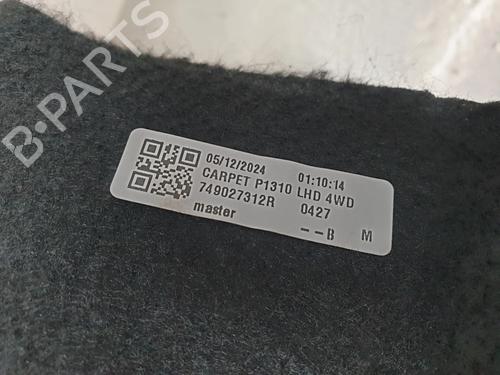 B-PARTS
05/12/2024 01:10:14
CARPET P1310 LHD 4WD
749027312R 0427
master
--B M